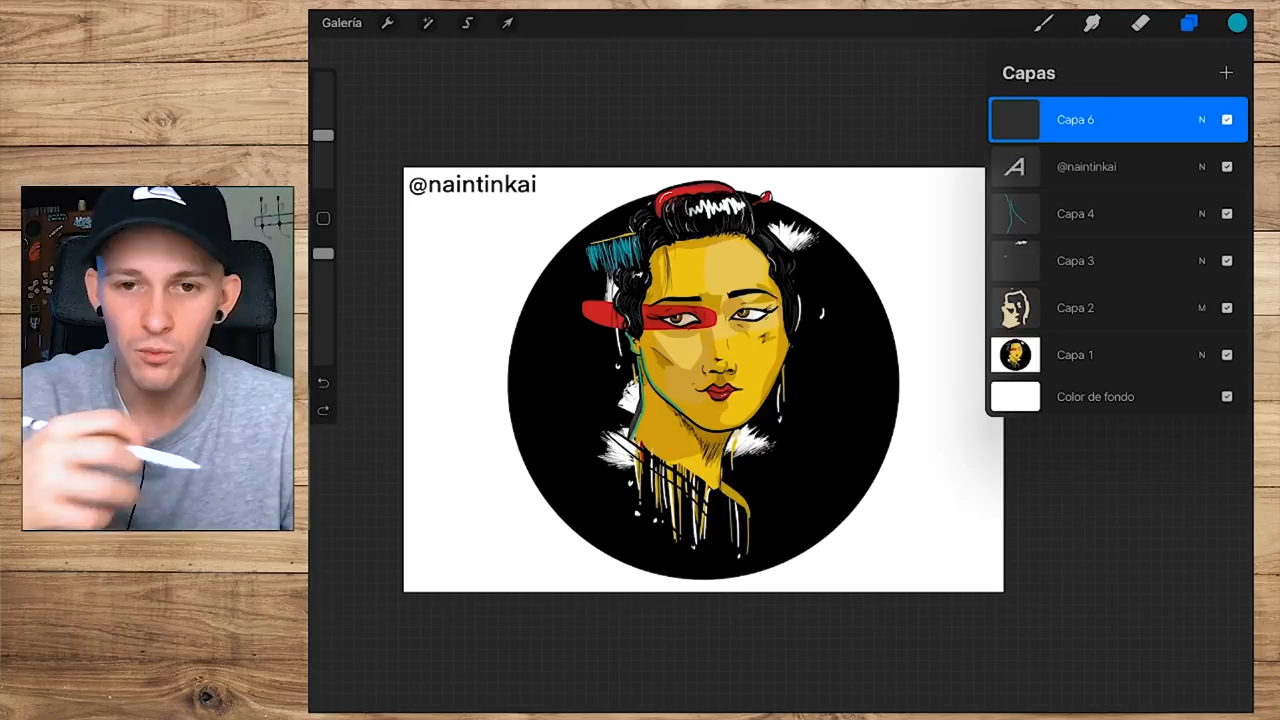 Galería
Capas
Capa 6 N
@naintinkai N
Capa 4 N
Capa 3 N
Capa 2 M
Capa 1 N
Color de fondo
@naintinkai